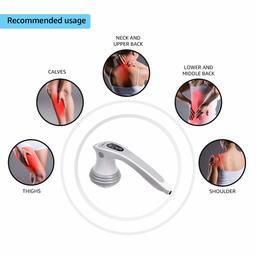 Recommended usage
NECK AND
UPPER BACK
CALVES
LOWER AND
MIDDLE BACK
THIGHS
SHOULDER